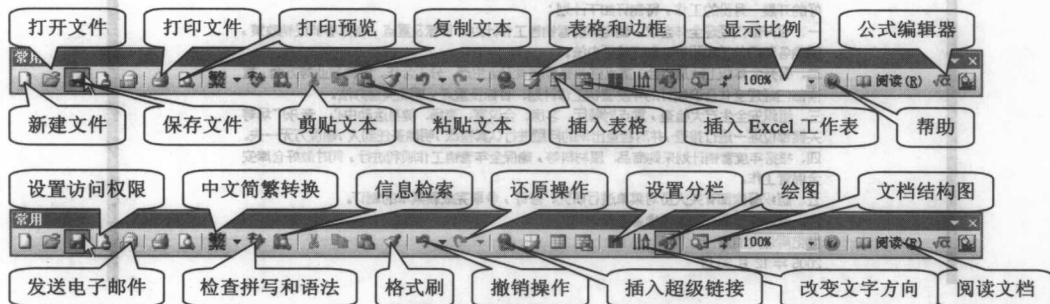 打开文件 打印文件 打印预览 复制文本 表格和边框 显示比例 公式编辑器
常用
繁 100% 阅读(R)
新建文件 保存文件 剪贴文本 粘贴文本 插入表格 插入 Excel 工作表 帮助
设置访问权限 中文简繁转换 信息检索 还原操作 设置分栏 绘图 文档结构图
常用
繁 100% 阅读(R)
发送电子邮件 检查拼写和语法 格式刷 撤销操作 插入超级链接 改变文字方向 阅读文档